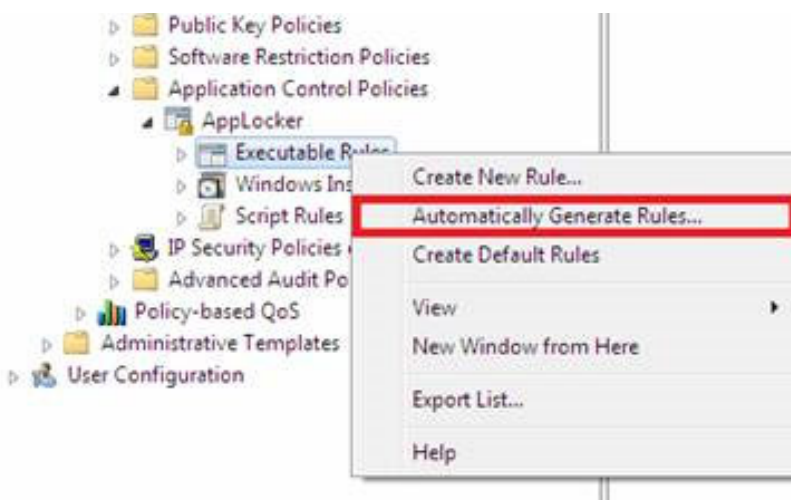 Public Key Policies
Software Restriction Policies
Application Control Policies
AppLocker
Executable Rules
Windows Ins
Script Rules
IP Security Policies
Advanced Audit Po
Policy-based QoS
Administrative Templates
User Configuration
Create New Rule...
Automatically Generate Rules...
Create Default Rules
View
New Window from Here
Export List...
Help